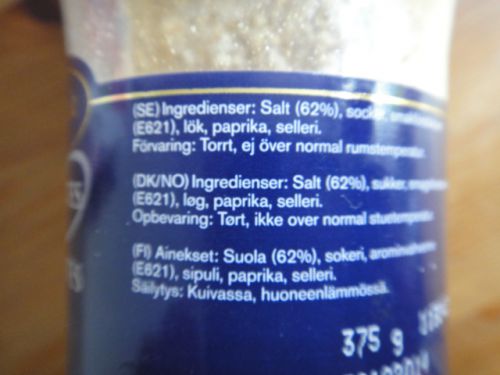 (SE) Ingredienser: Salt (62%), socker,
(E621), lök, paprika, selleri.
Förvaring: Torrt, ej över normal rumstemperatur.
(DK/NO) Ingredienser: Salt (62%), sukker,
(E621), løg, paprika, selleri.
Opbevaring: Tørt, ikke over normal stuetemperatur.
(FI) Ainekset: Suola (62%), sokeri,
(E621), sipuli, paprika, selleri.
Säilytys: Kuivassa, huoneenlämmössä.
375 g